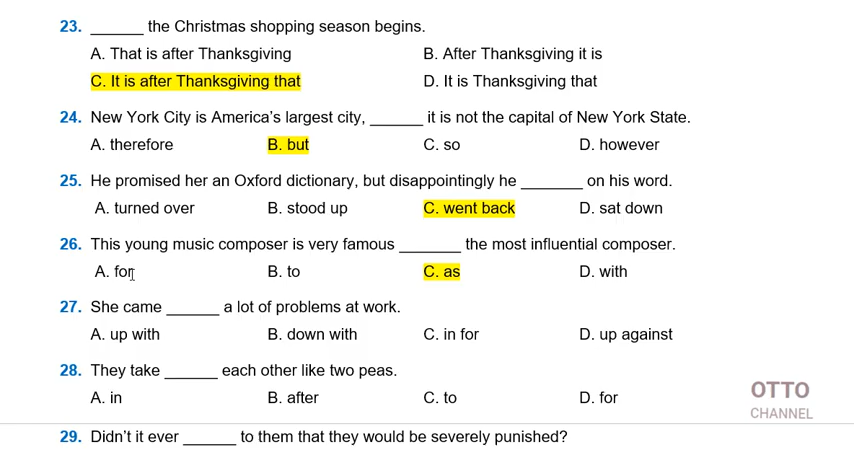 23. ______ the Christmas shopping season begins.
A. That is after Thanksgiving B. After Thanksgiving it is
C. It is after Thanksgiving that D. It is Thanksgiving that
24. New York City is America's largest city, ______ it is not the capital of New York State.
A. therefore B. but C. so D. however
25. He promised her an Oxford dictionary, but disappointingly he _______ on his word.
A. turned over B. stood up C. went back D. sat down
26. This young music composer is very famous _______ the most influential composer.
A. for B. to C. as D. with
27. She came ______ a lot of problems at work.
A. up with B. down with C. in for D. up against
28. They take ______ each other like two peas.
A. in B. after C. to D. for
OTTO
CHANNEL
29. Didn't it ever ______ to them that they would be severely punished?